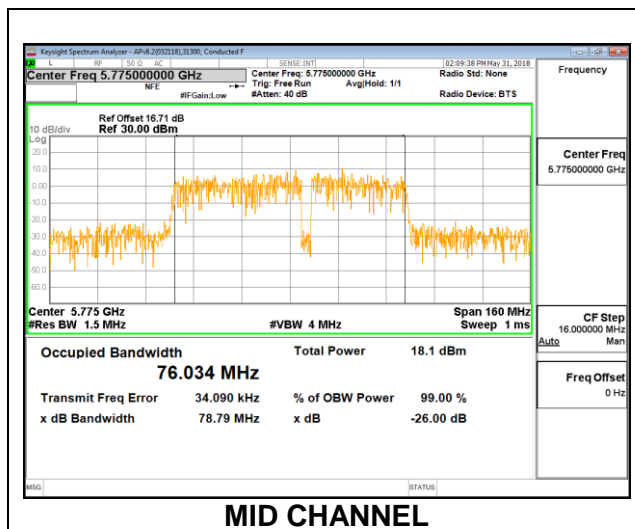 Keysight Spectrum Analyzer - APv8.2(032118),31300, Conducted F
L RF 50 Ω AC SENSE:INT 02:09:38 PM May 31, 2018
Center Freq 5.775000000 GHz
NFE
#IFGain:Low
Center Freq: 5.775000000 GHz
Trig: Free Run Avg|Hold: 1/1
#Atten: 40 dB
Radio Std: None
Radio Device: BTS
Frequency
Ref Offset 16.71 dB
10 dB/div Ref 30.00 dBm
Log
20.0
10.0
0.00
-10.0
-20.0
-30.0
-40.0
-50.0
-60.0
Center Freq
5.775000000 GHz
Center 5.775 GHz Span 160 MHz
#Res BW 1.5 MHz #VBW 4 MHz Sweep 1 ms
CF Step
16.000000 MHz
Auto Man
Occupied Bandwidth Total Power 18.1 dBm
76.034 MHz
Transmit Freq Error 34.090 kHz % of OBW Power 99.00 %
x dB Bandwidth 78.79 MHz x dB -26.00 dB
Freq Offset
0 Hz
MSG STATUS
MID CHANNEL